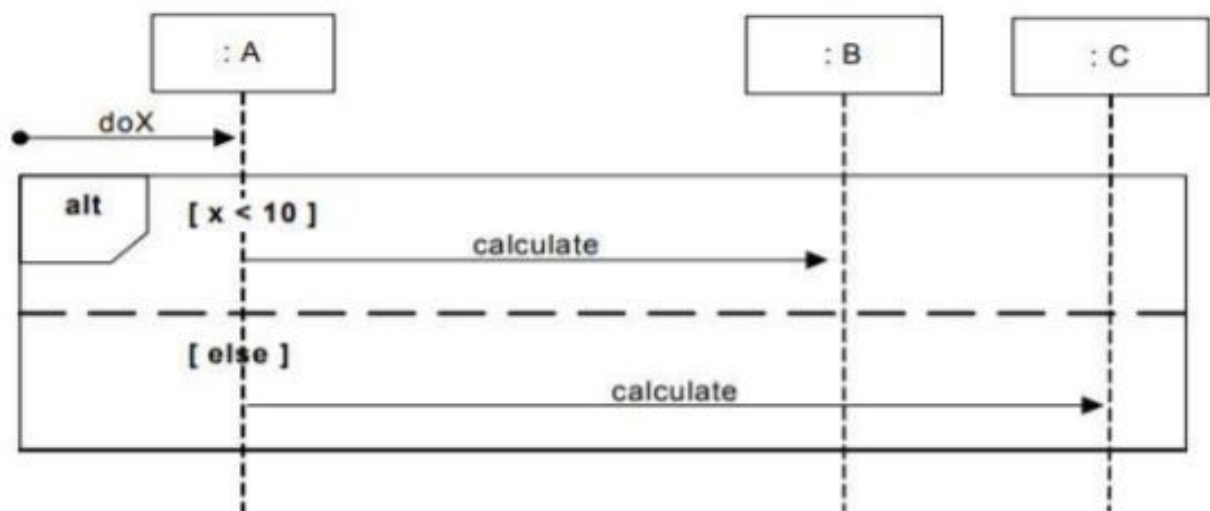 : A
: B
: C
doX
alt
[ x < 10 ]
calculate
[ else ]
calculate